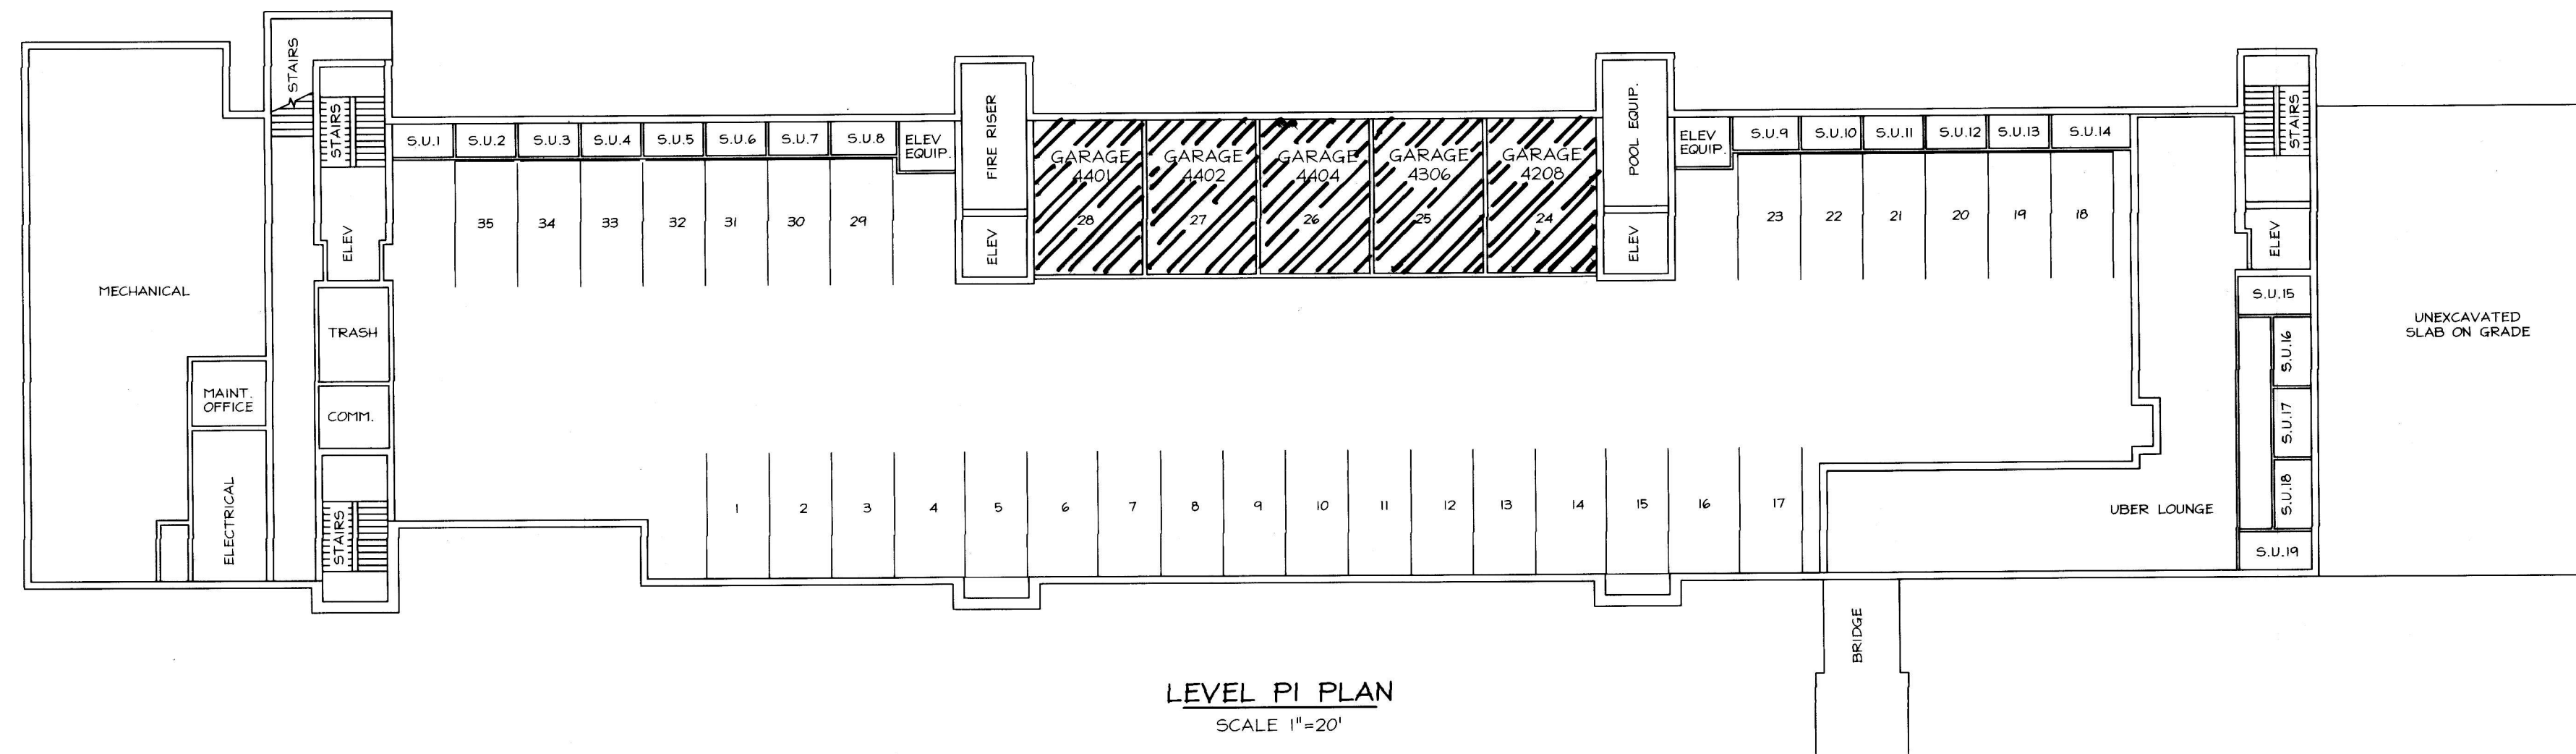 STAIRS
STAIRS
S.U.1
S.U.2
S.U.3
S.U.4
S.U.5
S.U.6
S.U.7
S.U.8
ELEV
EQUIP.
FIRE RISER
GARAGE
4401
28
GARAGE
4402
27
GARAGE
4404
26
GARAGE
4306
25
GARAGE
4208
24
POOL EQUIP.
ELEV
EQUIP.
S.U.9
S.U.10
S.U.11
S.U.12
S.U.13
S.U.14
STAIRS
ELEV
35
34
33
32
31
30
29
ELEV
ELEV
23
22
21
20
19
18
ELEV
MECHANICAL
TRASH
S.U.15
S.U.16
UNEXCAVATED
SLAB ON GRADE
MAINT.
OFFICE
COMM.
S.U.17
ELECTRICAL
STAIRS
1
2
3
4
5
6
7
8
9
10
11
12
13
14
15
16
17
UBER LOUNGE
S.U.18
S.U.19
BRIDGE
LEVEL P1 PLAN
SCALE 1"=20'